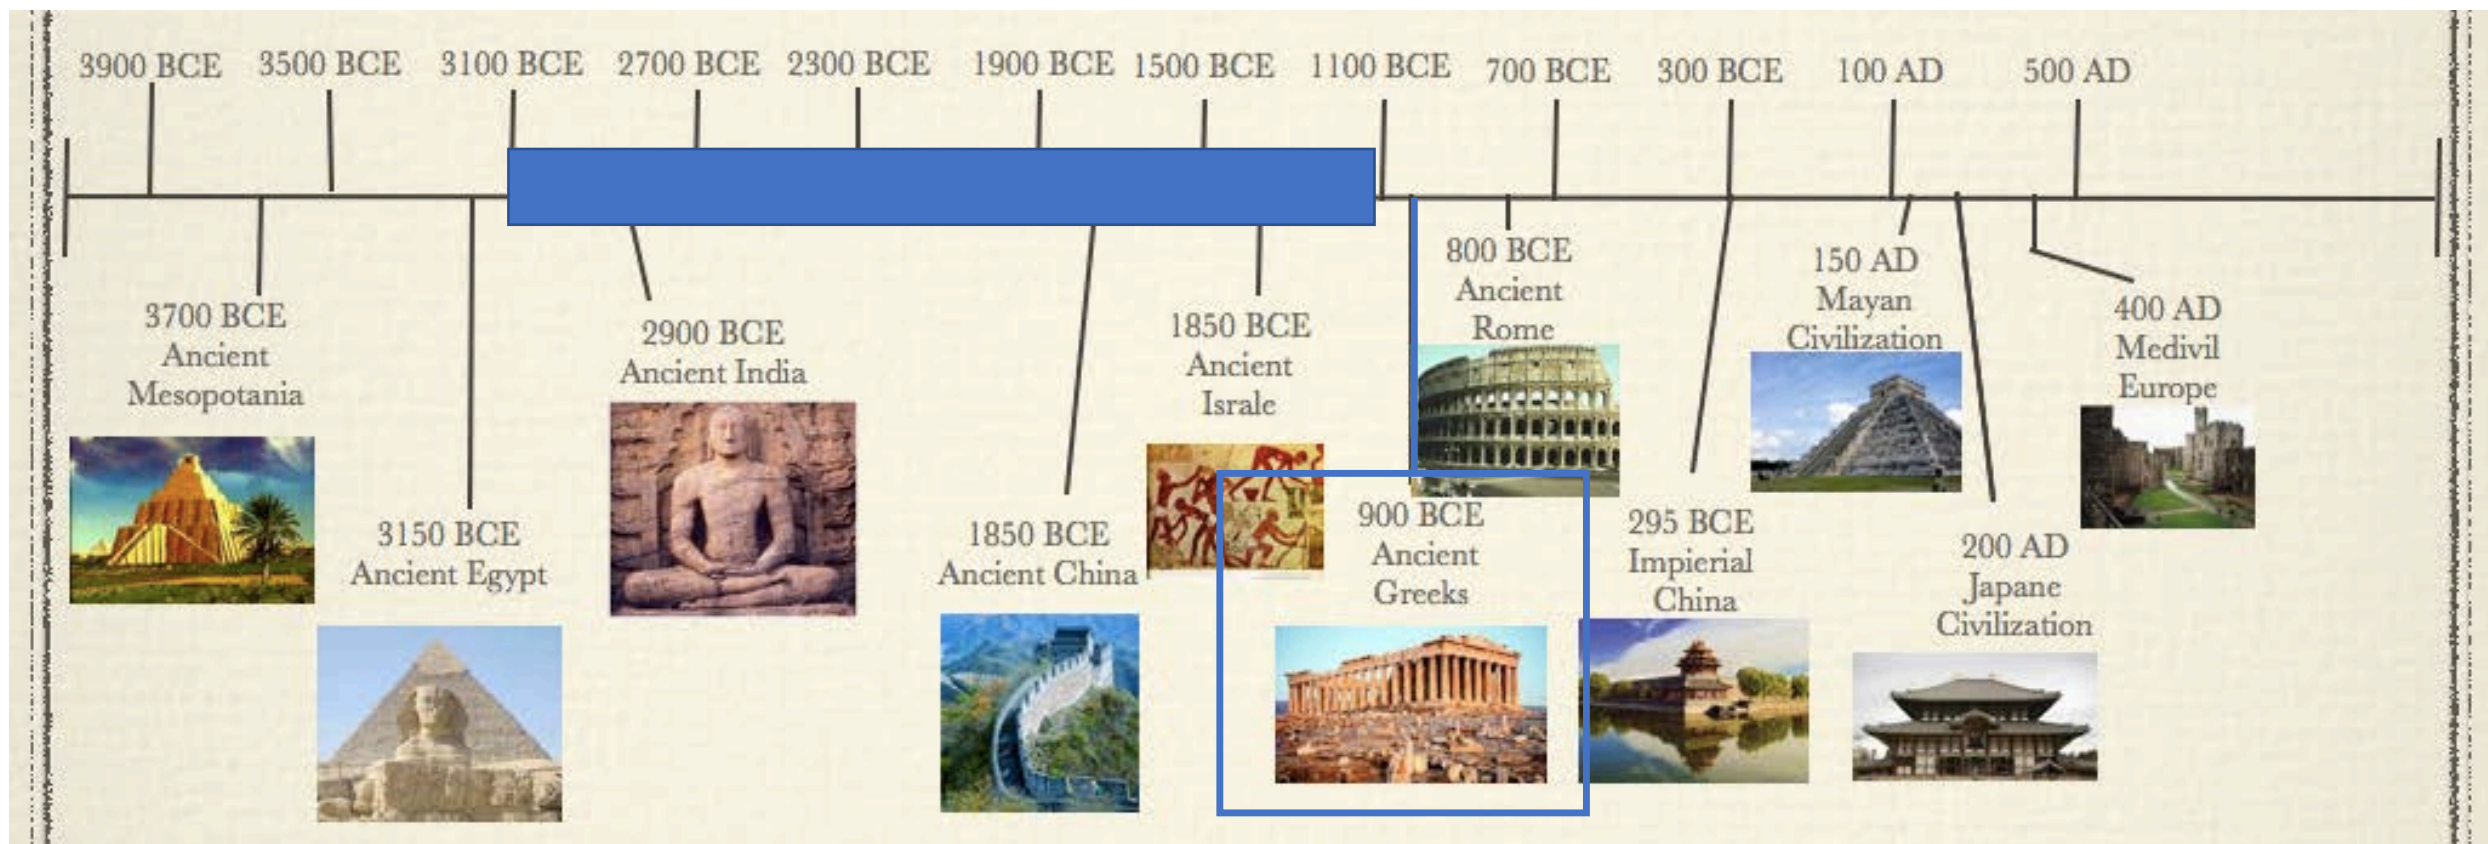 3900 BCE
3500 BCE
3100 BCE
2700 BCE
2300 BCE
1900 BCE
1500 BCE
1100 BCE
700 BCE
300 BCE
100 AD
500 AD
3700 BCE
Ancient
Mesopotania
3150 BCE
Ancient Egypt
2900 BCE
Ancient India
1850 BCE
Ancient China
1850 BCE
Ancient
Israle
900 BCE
Ancient
Greeks
800 BCE
Ancient
Rome
295 BCE
Impierial
China
150 AD
Mayan
Civilization
200 AD
Japane
Civilization
400 AD
Medivil
Europe